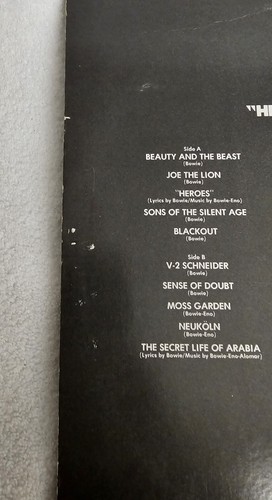 "HE
Side A
BEAUTY AND THE BEAST
(Bowie)
JOE THE LION
(Bowie)
"HEROES"
(Lyrics by Bowie/Music by Bowie-Eno)
SONS OF THE SILENT AGE
(Bowie)
BLACKOUT
(Bowie)
Side B
V-2 SCHNEIDER
(Bowie)
SENSE OF DOUBT
(Bowie)
MOSS GARDEN
(Bowie-Eno)
NEUKÖLN
(Bowie-Eno)
THE SECRET LIFE OF ARABIA
(Lyrics by Bowie/Music by Bowie-Eno-Alomar)